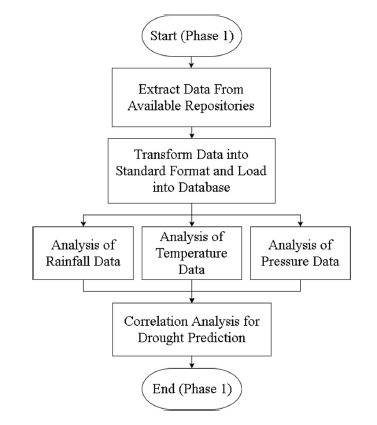 Start (Phase 1)
Extract Data From
Available Repositories
Transform Data into
Standard Format and Load
into Database
Analysis of
Rainfall Data
Analysis of
Temperature
Data
Analysis of
Pressure Data
Correlation Analysis for
Drought Prediction
End (Phase 1)